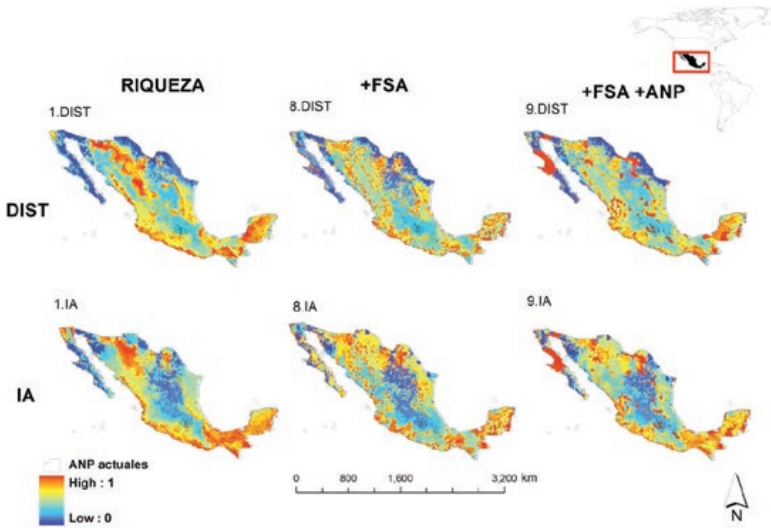 RIQUEZA
+FSA
+FSA +ANP
1.DIST
8.DIST
9.DIST
DIST
1.IA
8.IA
9.IA
IA
ANP actuales
High : 1
Low : 0
0 800 1,600 3,200 km
N